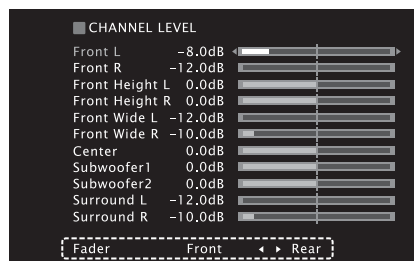 CHANNEL LEVEL
Front L −8.0dB
Front R −12.0dB
Front Height L 0.0dB
Front Height R 0.0dB
Front Wide L −12.0dB
Front Wide R −10.0dB
Center 0.0dB
Subwoofer1 0.0dB
Subwoofer2 0.0dB
Surround L −12.0dB
Surround R −10.0dB
Fader Front ◂ ▸ Rear